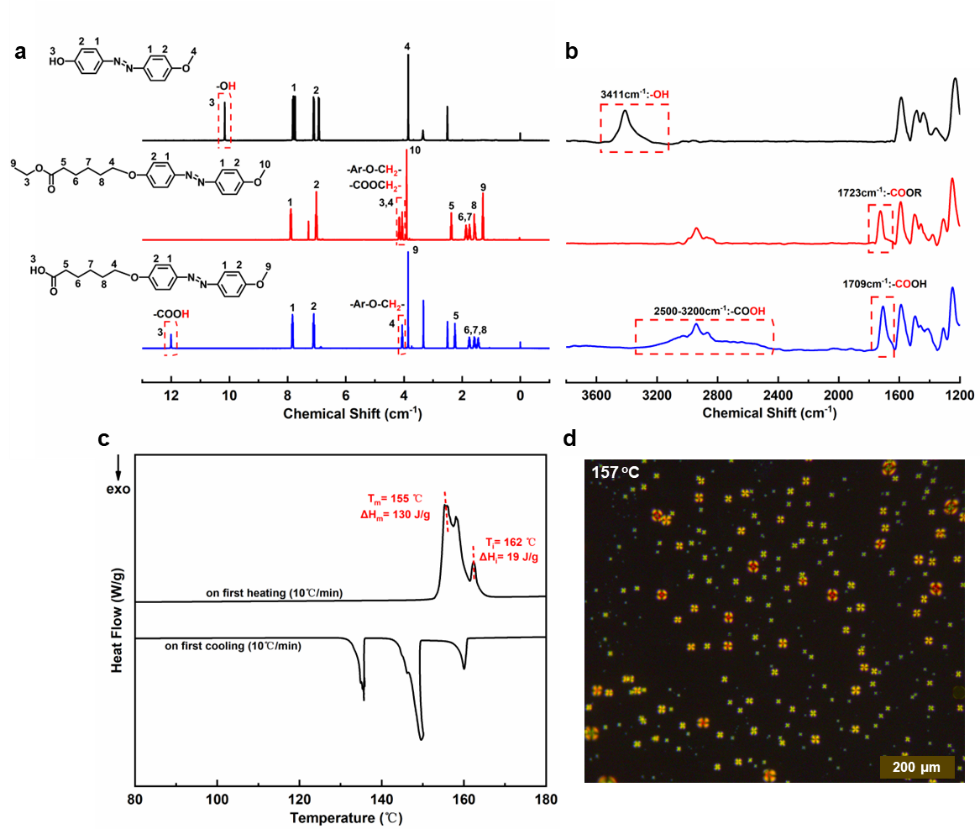 a
b
3
2
1
1
2
4
HO
N
N
O
-OH
3
1
2
4
3411cm-1:-OH
9
5
7
4
2
1
1
2
10
O
O
O
N
N
O
3
6
8
1
2
-Ar-O-CH2-
-COOCH2-
3,4
10
5
6,7
8
9
1723cm-1:-COOR
3
5
7
4
2
1
1
2
9
HO
O
O
N
N
O
6
8
-COOH
3
1
2
-Ar-O-CH2-
4
9
5
6,7,8
2500-3200cm-1:-COOH
1709cm-1:-COOH
12 10 8 6 4 2 0
Chemical Shift (cm-1)
3600 3200 2800 2400 2000 1600 1200
Chemical Shift (cm-1)
c
exo
Tm= 155 ℃
ΔHm= 130 J/g
Ti= 162 ℃
ΔHi= 19 J/g
on first heating (10℃/min)
on first cooling (10℃/min)
Heat Flow (W/g)
80 100 120 140 160 180
Temperature (℃)
d
157 oC
200 μm